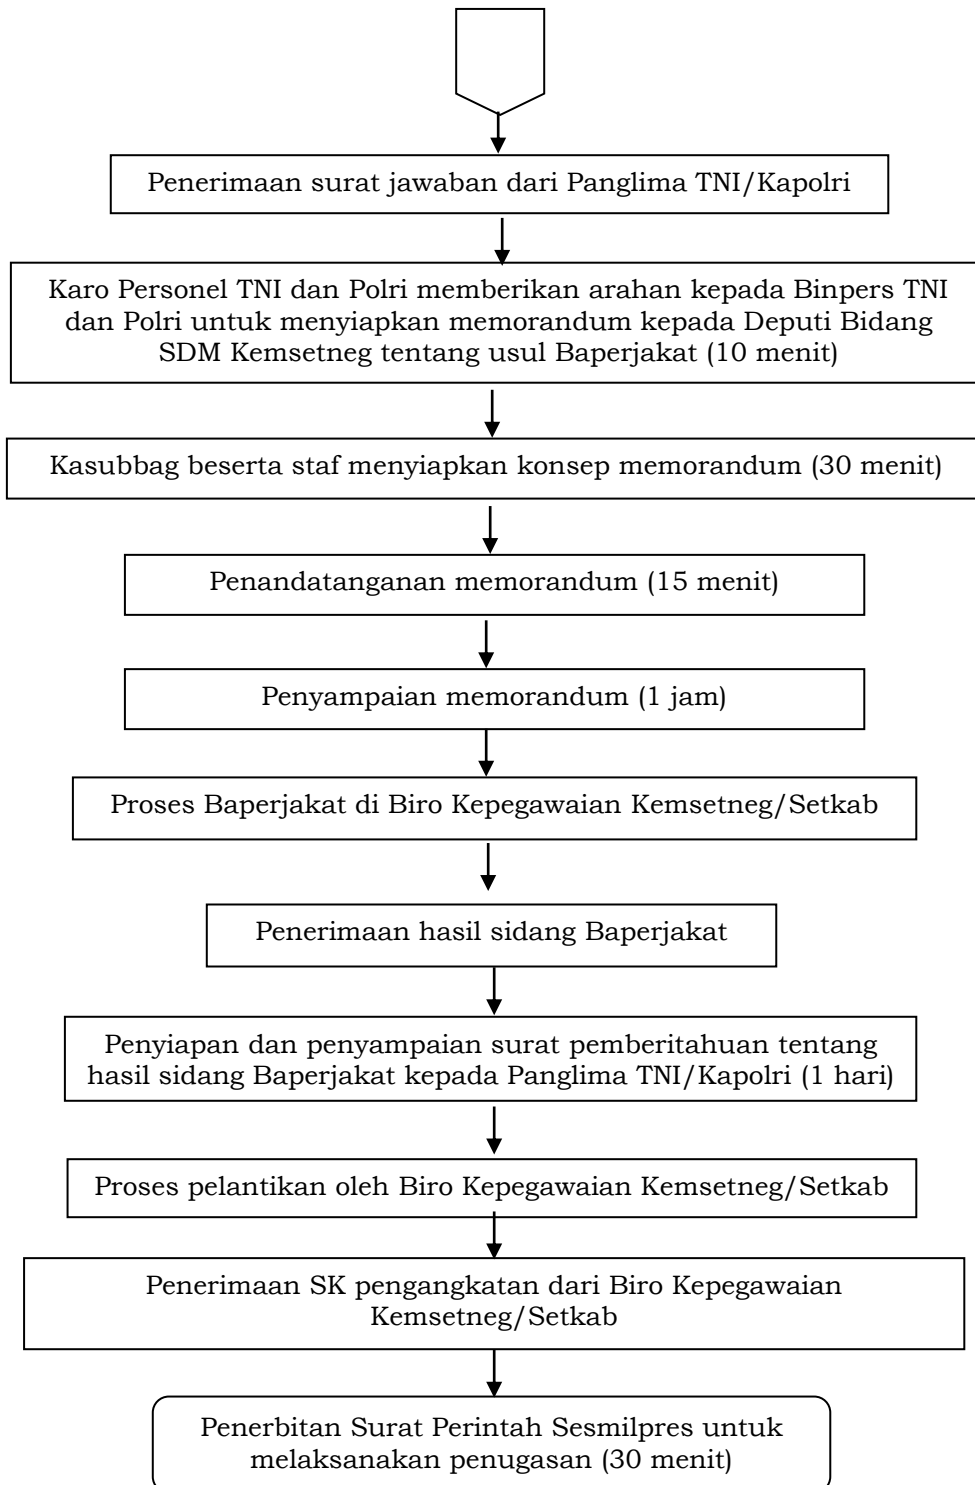 Penerimaan surat jawaban dari Panglima TNI/Kapolri
Karo Personel TNI dan Polri memberikan arahan kepada Binpers TNI
dan Polri untuk menyiapkan memorandum kepada Deputi Bidang
SDM Kemsetneg tentang usul Baperjakat (10 menit)
Kasubbag beserta staf menyiapkan konsep memorandum (30 menit)
Penandatanganan memorandum (15 menit)
Penyampaian memorandum (1 jam)
Proses Baperjakat di Biro Kepegawaian Kemsetneg/Setkab
Penerimaan hasil sidang Baperjakat
Penyiapan dan penyampaian surat pemberitahuan tentang
hasil sidang Baperjakat kepada Panglima TNI/Kapolri (1 hari)
Proses pelantikan oleh Biro Kepegawaian Kemsetneg/Setkab
Penerimaan SK pengangkatan dari Biro Kepegawaian
Kemsetneg/Setkab
Penerbitan Surat Perintah Sesmilpres untuk
melaksanakan penugasan (30 menit)